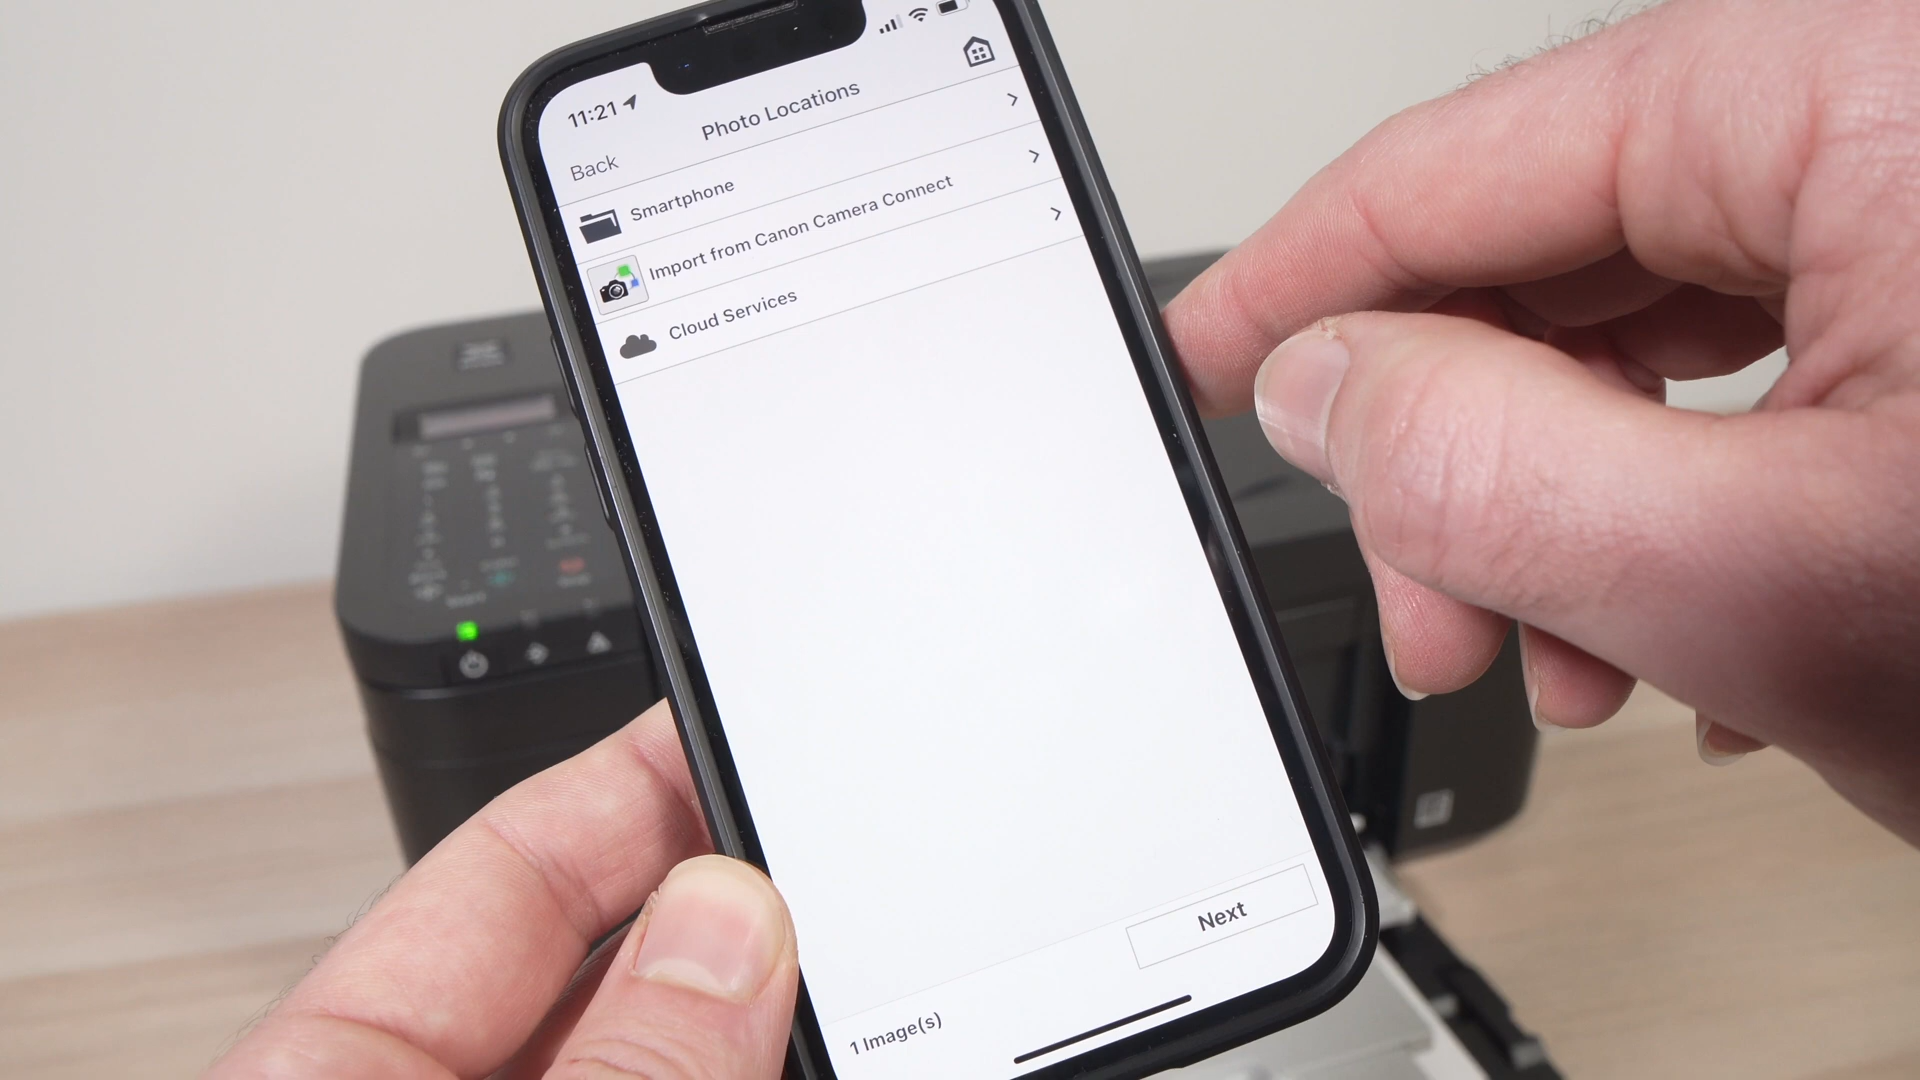 11:21
Back
Photo Locations
Smartphone
Import from Canon Camera Connect
Cloud Services
Next
1 Image(s)